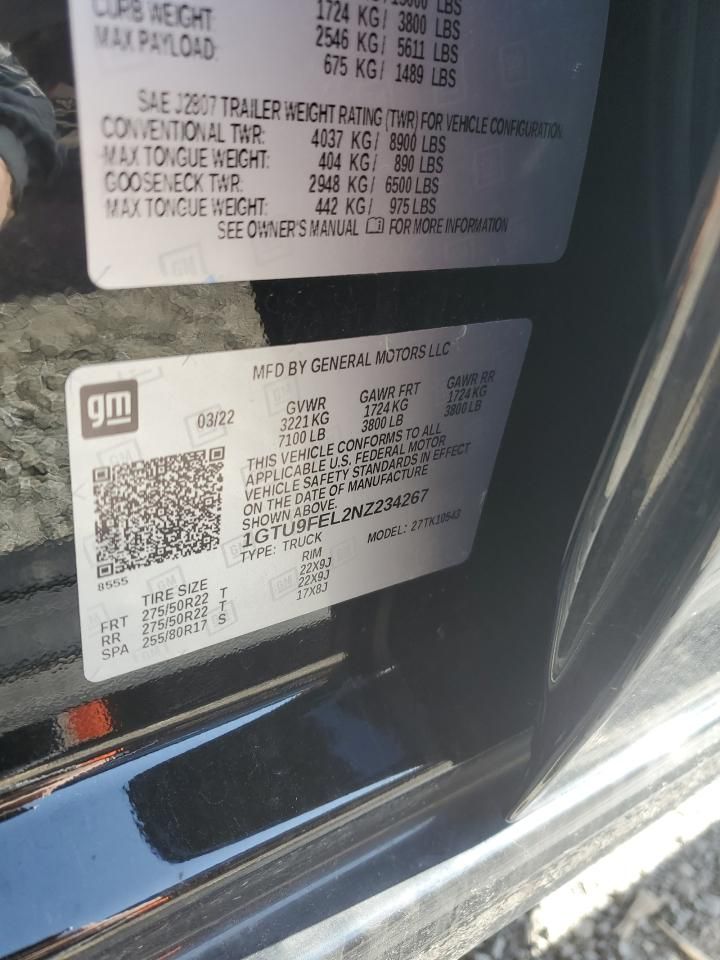 CURB WEIGHT
MAX PAYLOAD:
1724 KG/ 3800 LBS
2546 KG/ 5611 LBS
675 KG/ 1489 LBS
SAE J2807 TRAILER WEIGHT RATING (TWR) FOR VEHICLE CONFIGURATION
CONVENTIONAL TWR: 4037 KG/ 8900 LBS
MAX TONGUE WEIGHT: 404 KG/ 890 LBS
GOOSENECK TWR: 2948 KG/ 6500 LBS
MAX TONGUE WEIGHT: 442 KG/ 975 LBS
SEE OWNER'S MANUAL FOR MORE INFORMATION
gm
MFD BY GENERAL MOTORS LLC
03/22 GVWR GAWR FRT GAWR RR
3221 KG 1724 KG 1724 KG
7100 LB 3800 LB 3800 LB
THIS VEHICLE CONFORMS TO ALL
APPLICABLE U.S. FEDERAL MOTOR
VEHICLE SAFETY STANDARDS IN EFFECT
ON THE DATE OF MANUFACTURE
SHOWN ABOVE.
1GTU9FEL2NZ234267
TYPE: TRUCK MODEL: 27TK10543
8555
TIRE SIZE RIM
FRT 275/50R22 T 22X9J
RR 275/50R22 T 22X9J
SPA 255/80R17 S 17X8J